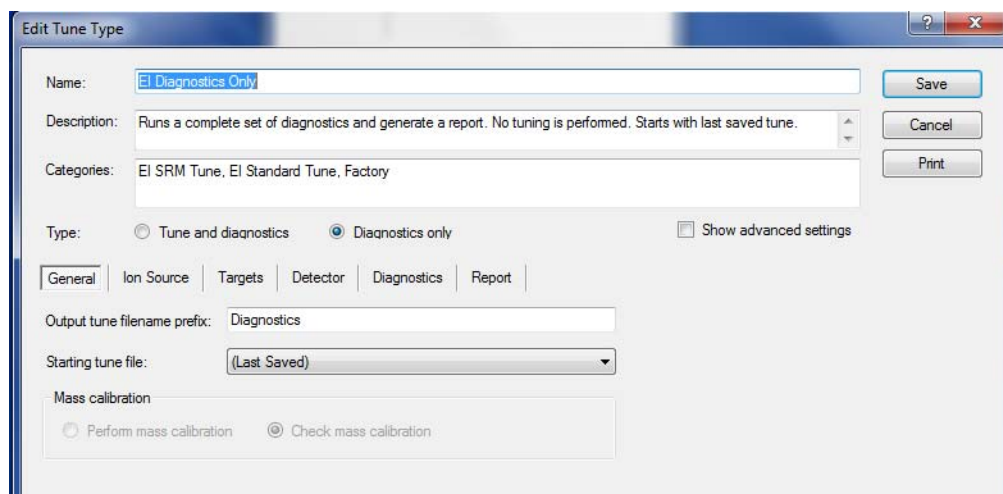 Edit Tune Type
Name: EI Diagnostics Only
Save
Description: Runs a complete set of diagnostics and generate a report. No tuning is performed. Starts with last saved tune.
Cancel
Categories: EI SRM Tune, EI Standard Tune, Factory
Print
Type: Tune and diagnostics Diagnostics only Show advanced settings
General Ion Source Targets Detector Diagnostics Report
Output tune filename prefix: Diagnostics
Starting tune file: (Last Saved)
Mass calibration
Perform mass calibration Check mass calibration